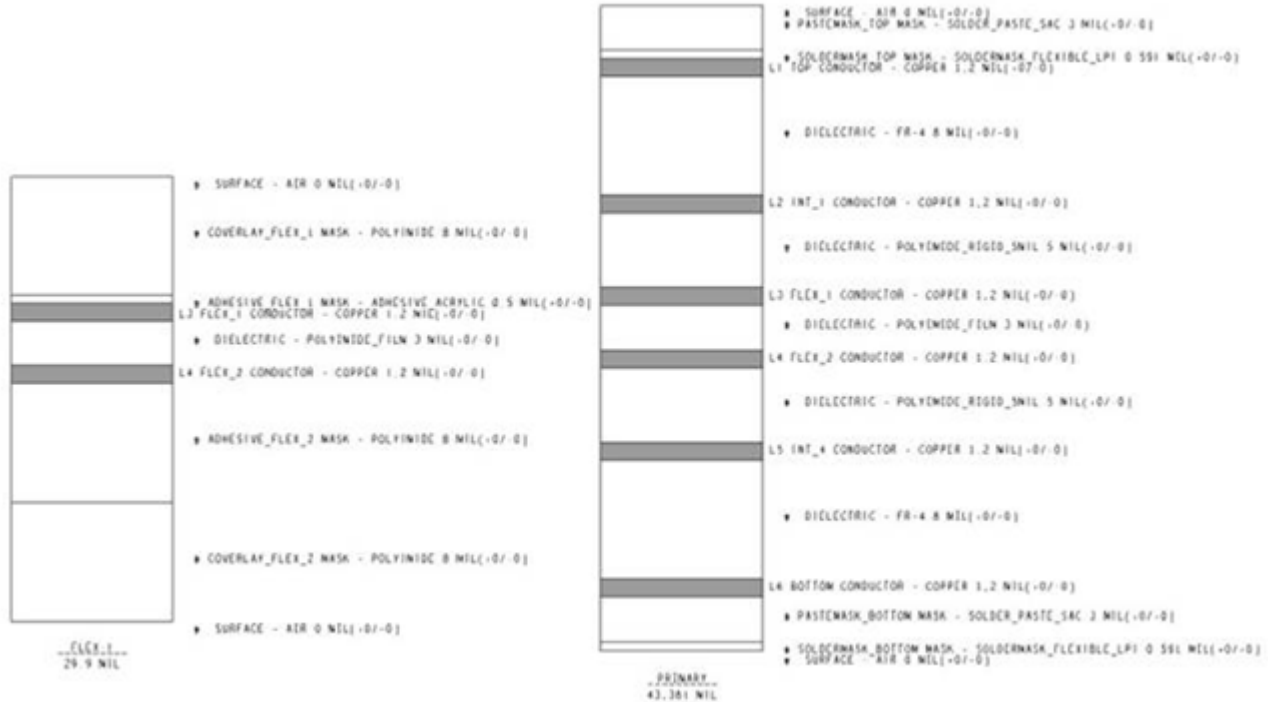 SURFACE - AIR 0 MIL(+0/-0)
COVERLAY_FLEX_1 MASK - POLYIMIDE 8 MIL(+0/-0)
ADHESIVE_FLEX_1 MASK - ADHESIVE_ACRYLIC 0.5 MIL(+0/-0)
L3 FLEX_1 CONDUCTOR - COPPER 1.2 MIL(+0/-0)
DIELECTRIC - POLYIMIDE_FILM 3 MIL(+0/-0)
L4 FLEX_2 CONDUCTOR - COPPER 1.2 MIL(+0/-0)
ADHESIVE_FLEX_2 MASK - POLYIMIDE 8 MIL(+0/-0)
COVERLAY_FLEX_2 MASK - POLYIMIDE 8 MIL(+0/-0)
SURFACE - AIR 0 MIL(+0/-0)
FLEX 1
29.9 MIL
SURFACE - AIR 0 MIL(+0/-0)
PASTEMASK_TOP MASK - SOLDER_PASTE_SAC 3 MIL(+0/-0)
SOLDERMASK_TOP MASK - SOLDERMASK_FLEXIBLE_LPI 0.591 MIL(+0/-0)
L1 TOP CONDUCTOR - COPPER 1.2 MIL(+0/-0)
DIELECTRIC - FR-4 8 MIL(+0/-0)
L2 INT_1 CONDUCTOR - COPPER 1.2 MIL(+0/-0)
DIELECTRIC - POLYIMIDE_RIGID_5MIL 5 MIL(+0/-0)
L3 FLEX_1 CONDUCTOR - COPPER 1.2 MIL(+0/-0)
DIELECTRIC - POLYIMIDE_FILM 3 MIL(+0/-0)
L4 FLEX_2 CONDUCTOR - COPPER 1.2 MIL(+0/-0)
DIELECTRIC - POLYIMIDE_RIGID_5MIL 5 MIL(+0/-0)
L5 INT_4 CONDUCTOR - COPPER 1.2 MIL(+0/-0)
DIELECTRIC - FR-4 8 MIL(+0/-0)
L6 BOTTOM CONDUCTOR - COPPER 1.2 MIL(+0/-0)
PASTEMASK_BOTTOM MASK - SOLDER_PASTE_SAC 3 MIL(+0/-0)
SOLDERMASK_BOTTOM MASK - SOLDERMASK_FLEXIBLE_LPI 0.591 MIL(+0/-0)
SURFACE - AIR 0 MIL(+0/-0)
PRIMARY
43.381 MIL